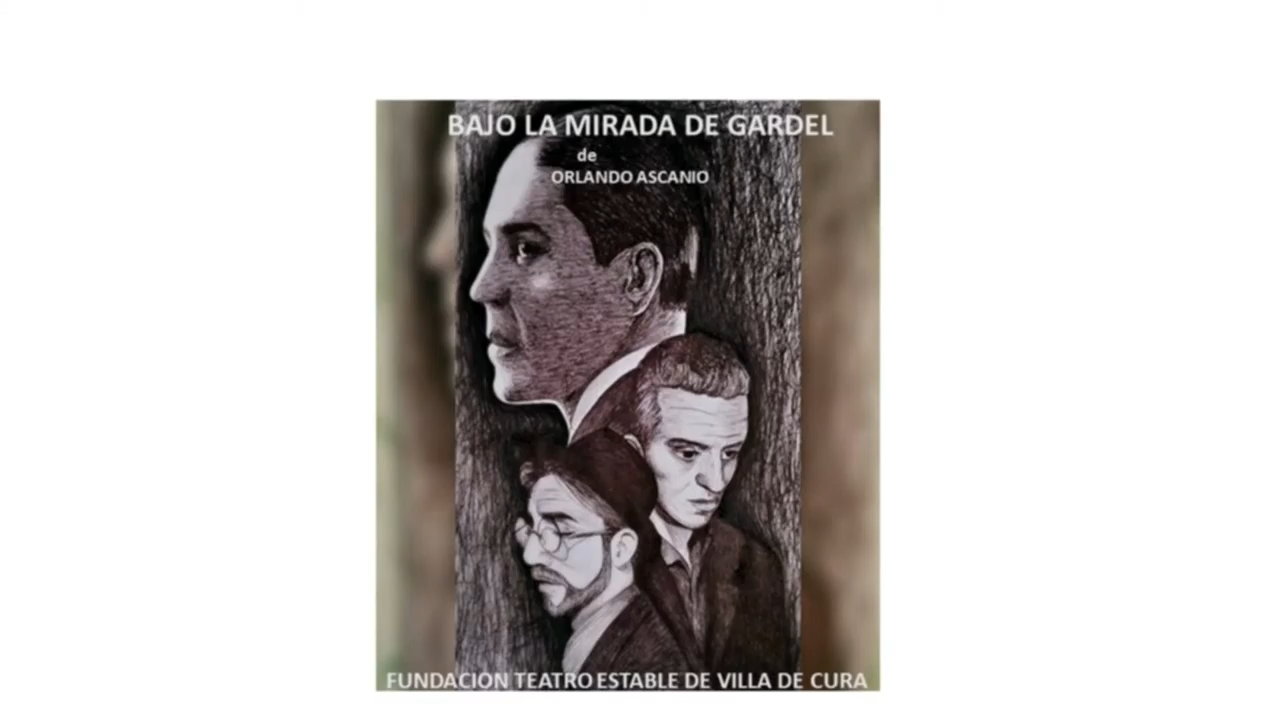 BAJO LA MIRADA DE GARDEL
de
ORLANDO ASCANIO
FUNDACION TEATRO ESTABLE DE VILLA DE CURA